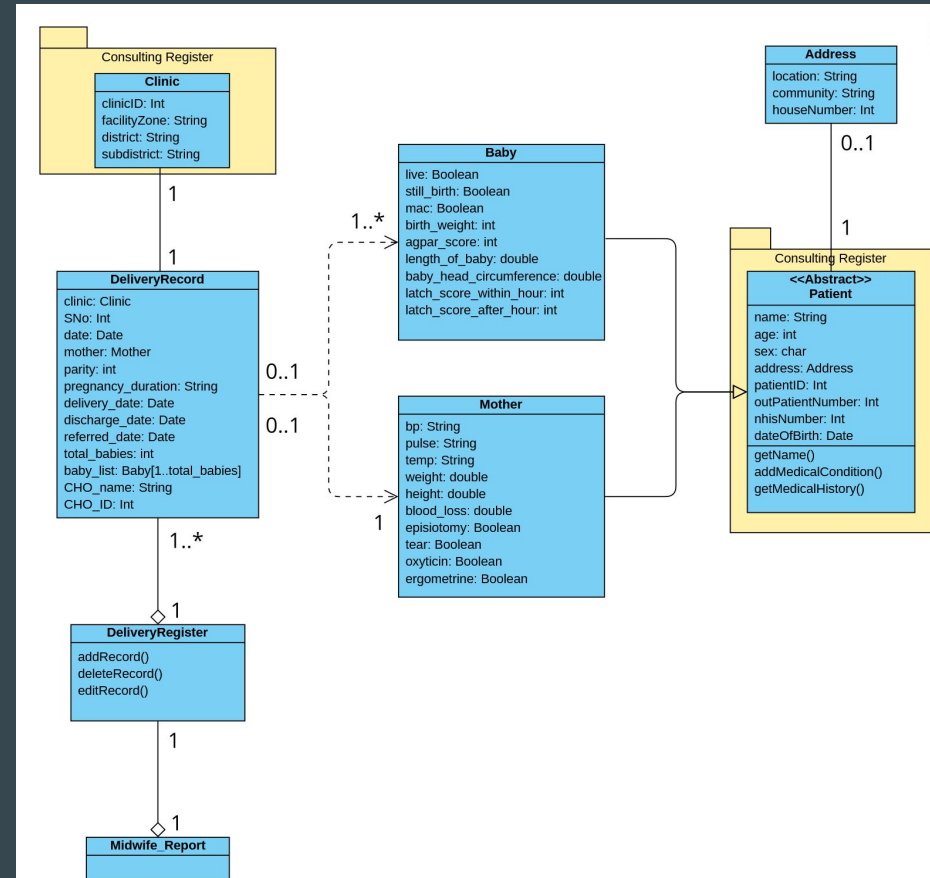 Consulting Register
Clinic
clinicID: Int
facilityZone: String
district: String
subdistrict: String
1
1
DeliveryRecord
clinic: Clinic
SNo: Int
date: Date
mother: Mother
parity: int
pregnancy_duration: String
delivery_date: Date
discharge_date: Date
referred_date: Date
total_babies: int
baby_list: Baby[1..total_babies]
CHO_name: String
CHO_ID: Int
1..*
1
DeliveryRegister
addRecord()
deleteRecord()
editRecord()
1
1
Midwife_Report
0..1
0..1
1..*
1
Baby
live: Boolean
still_birth: Boolean
mac: Boolean
birth_weight: int
agpar_score: int
length_of_baby: double
baby_head_circumference: double
latch_score_within_hour: int
latch_score_after_hour: int
Mother
bp: String
pulse: String
temp: String
weight: double
height: double
blood_loss: double
episiotomy: Boolean
tear: Boolean
oxyticin: Boolean
ergometrine: Boolean
Address
location: String
community: String
houseNumber: Int
0..1
1
Consulting Register
<<Abstract>>
Patient
name: String
age: int
sex: char
address: Address
patientID: Int
outPatientNumber: Int
nhisNumber: Int
dateOfBirth: Date
getName()
addMedicalCondition()
getMedicalHistory()